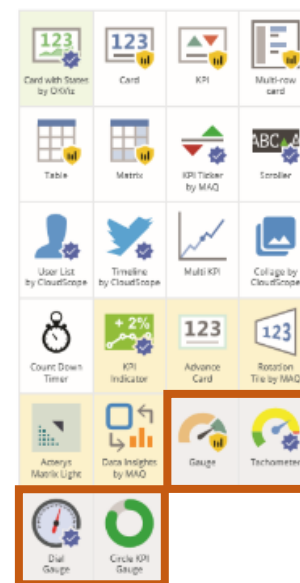 123
123
Card with States
by OKViz
Card
KPI
Multi-row
card
ABC
Table
Matrix
KPI Ticker
by MAQ
Scroller
User List
by CloudScope
Timeline
by CloudScope
Multi KPI
Collage by
CloudScope
+ 2%
123
123
Count Down
Timer
KPI
Indicator
Advance
Card
Rotation
Tile by MAQ
Acterys
Matrix Light
Data Insights
by MAQ
Gauge
Tachometer
Dial
Gauge
Circle KPI
Gauge